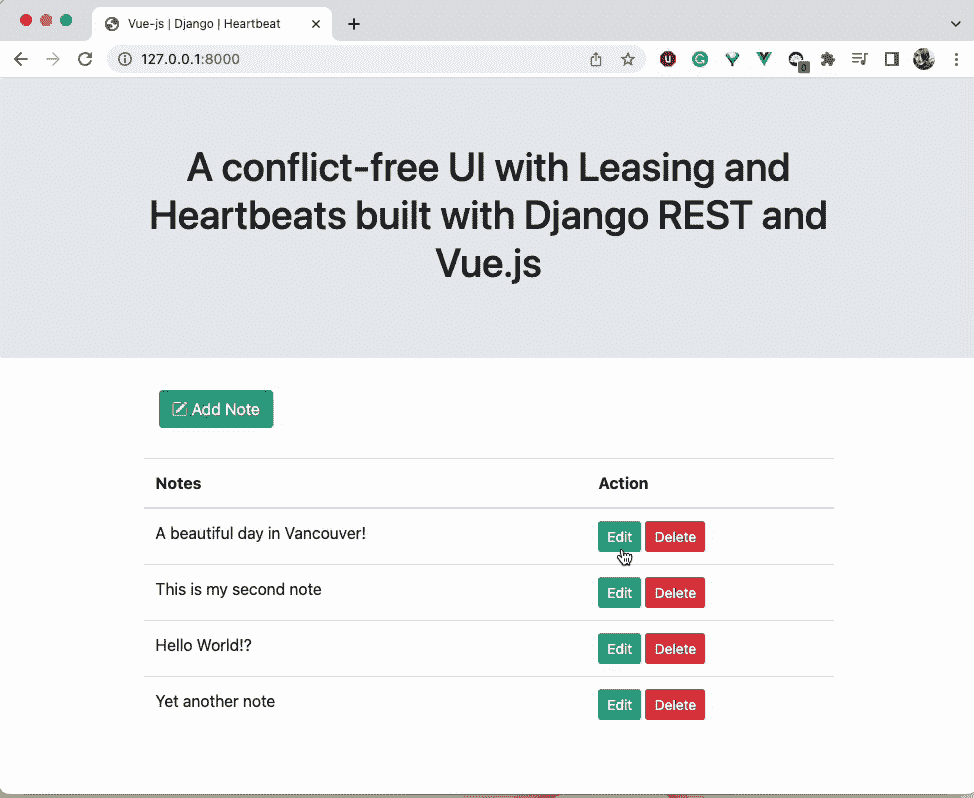 Vue-js | Django | Heartbeat
127.0.0.1:8000
A conflict-free UI with Leasing and
Heartbeats built with Django REST and
Vue.js
Add Note
Notes Action
A beautiful day in Vancouver! Edit Delete
This is my second note Edit Delete
Hello World!? Edit Delete
Yet another note Edit Delete